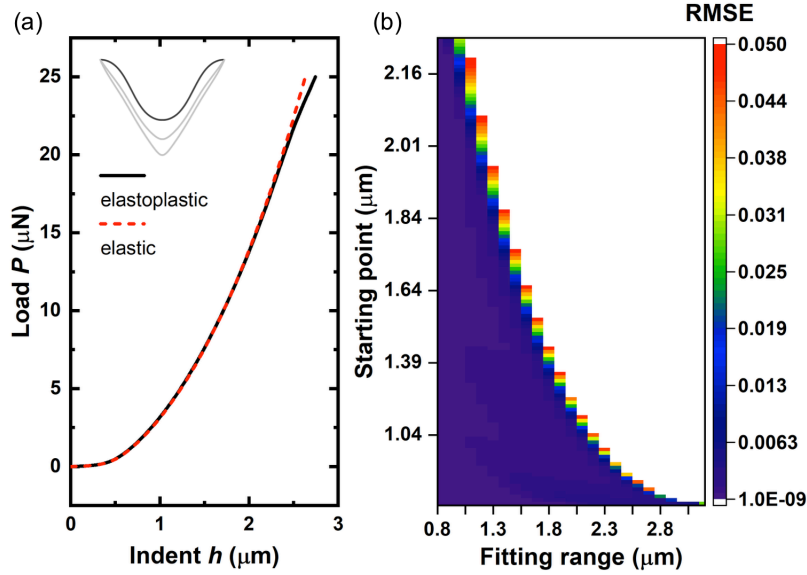 (a)
25
20
15
10
5
0
Load P (μN)
elastoplastic
elastic
0
1
2
3
Indent h (μm)
(b)
RMSE
2.16
2.01
1.84
1.64
1.39
1.04
Starting point (μm)
0.8
1.3
1.8
2.3
2.8
Fitting range (μm)
0.050
0.044
0.038
0.031
0.025
0.019
0.013
0.0063
1.0E-09